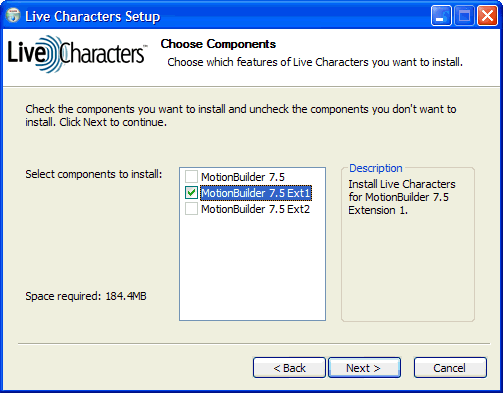 Live Characters Setup
Live Characters™
Choose Components
Choose which features of Live Characters you want to install.
Check the components you want to install and uncheck the components you don't want to
install. Click Next to continue.
Select components to install:
MotionBuilder 7.5
MotionBuilder 7.5 Ext1
MotionBuilder 7.5 Ext2
Description
Install Live Characters
for MotionBuilder 7.5
Extension 1.
Space required: 184.4MB
< Back
Next >
Cancel